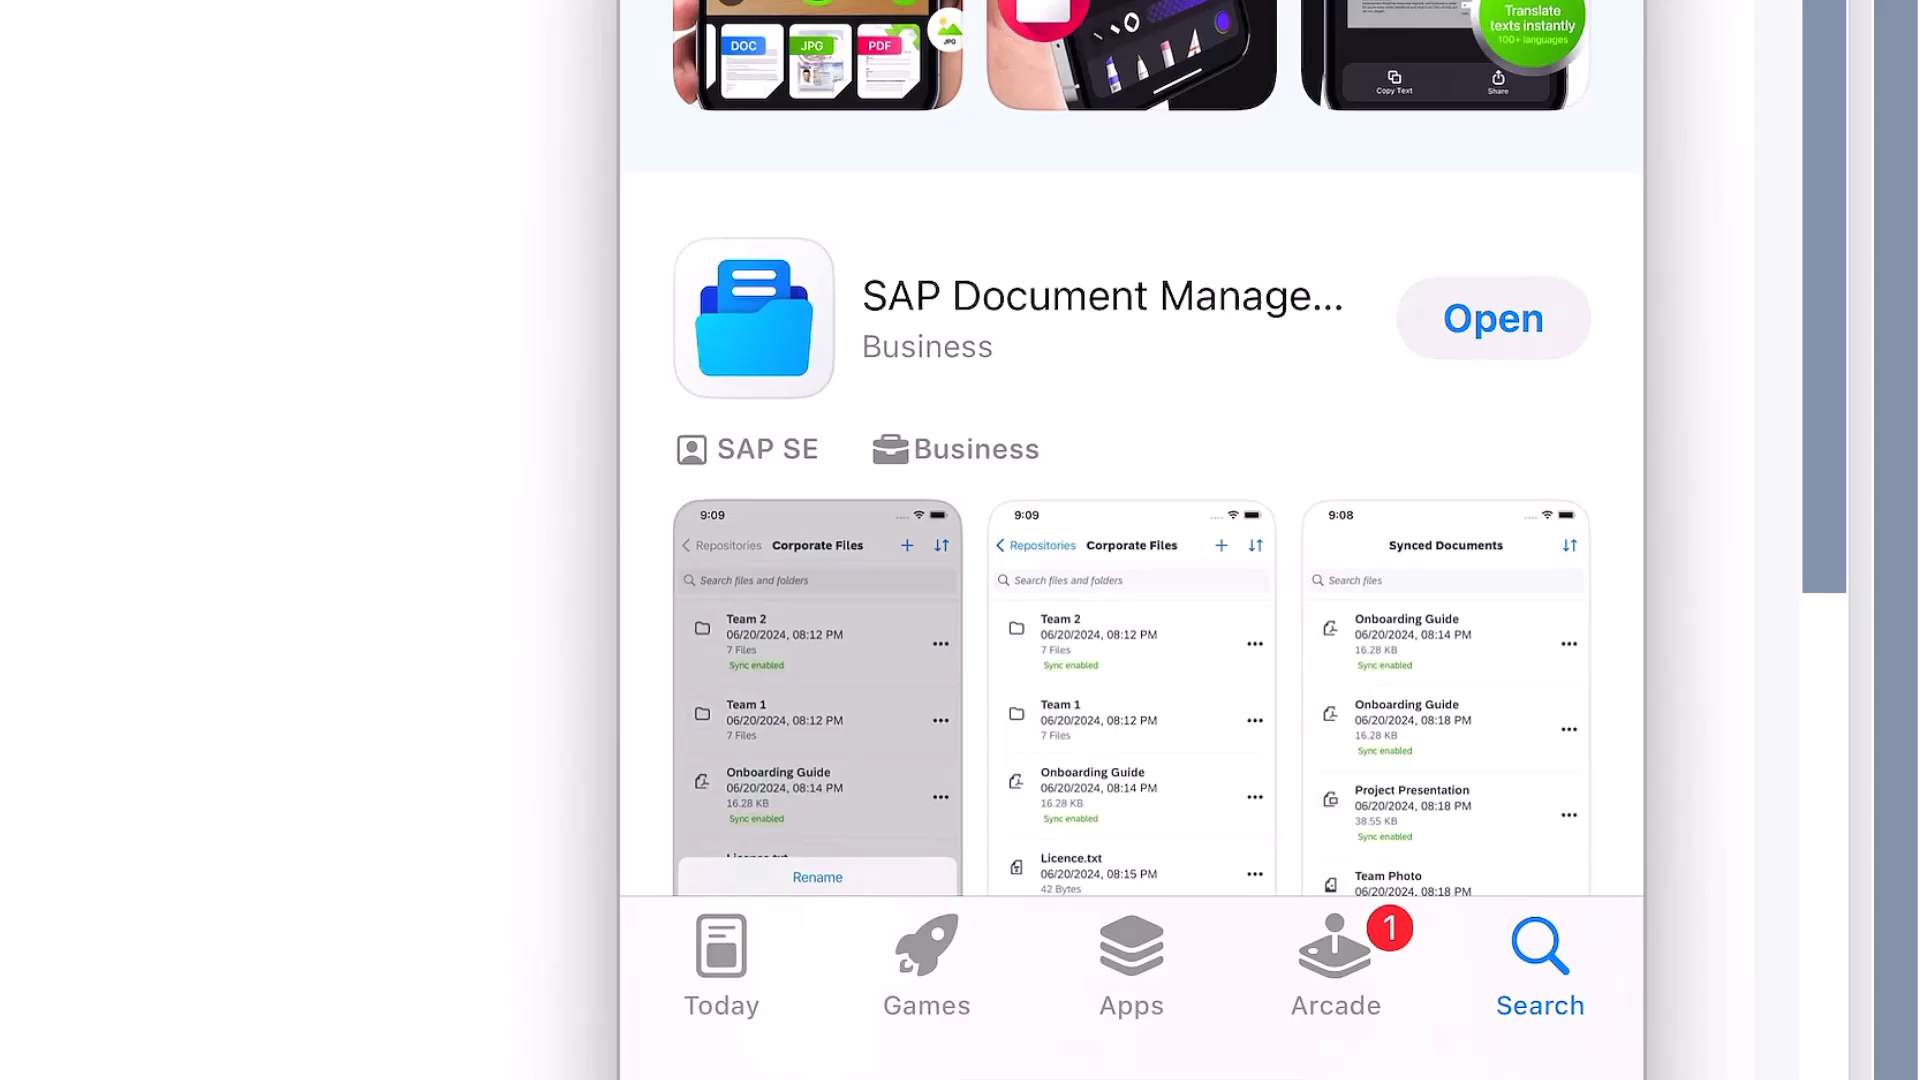 DOC
JPG
PDF
JPG
Translate
texts instantly
100+ languages
Copy Text
Share
SAP Document Manage...
Business
Open
SAP SE
Business
9:09
Repositories
Corporate Files
Search files and folders
Team 2
06/20/2024, 08:12 PM
7 Files
Sync enabled
Team 1
06/20/2024, 08:12 PM
7 Files
Onboarding Guide
06/20/2024, 08:14 PM
16.28 KB
Sync enabled
Licence.txt
Rename
9:09
Repositories
Corporate Files
Search files and folders
Team 2
06/20/2024, 08:12 PM
7 Files
Sync enabled
Team 1
06/20/2024, 08:12 PM
7 Files
Onboarding Guide
06/20/2024, 08:14 PM
16.28 KB
Sync enabled
Licence.txt
06/20/2024, 08:15 PM
42 Bytes
9:08
Synced Documents
Search files
Onboarding Guide
06/20/2024, 08:14 PM
16.28 KB
Sync enabled
Onboarding Guide
06/20/2024, 08:18 PM
16.28 KB
Sync enabled
Project Presentation
06/20/2024, 08:18 PM
38.55 KB
Sync enabled
Team Photo
06/20/2024, 08:18 PM
1
Today
Games
Apps
Arcade
Search